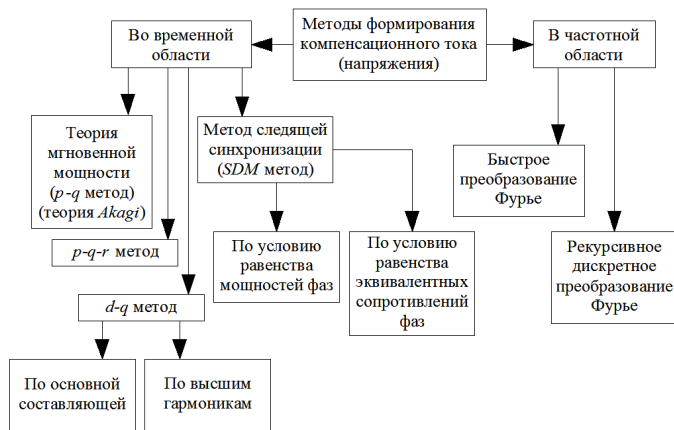 Методы формирования
компенсационного тока
(напряжения)
Во временной
области
В частотной
области
Теория
мгновенной
мощности
(p-q метод)
(теория Akagi)
Метод следящей
синхронизации
(SDM метод)
Быстрое
преобразование
Фурье
p-q-r метод
По условию
равенства
мощностей фаз
По условию
равенства
эквивалентных
сопротивлений
фаз
Рекурсивное
дискретное
преобразование
Фурье
d-q метод
По основной
составляющей
По высшим
гармоникам